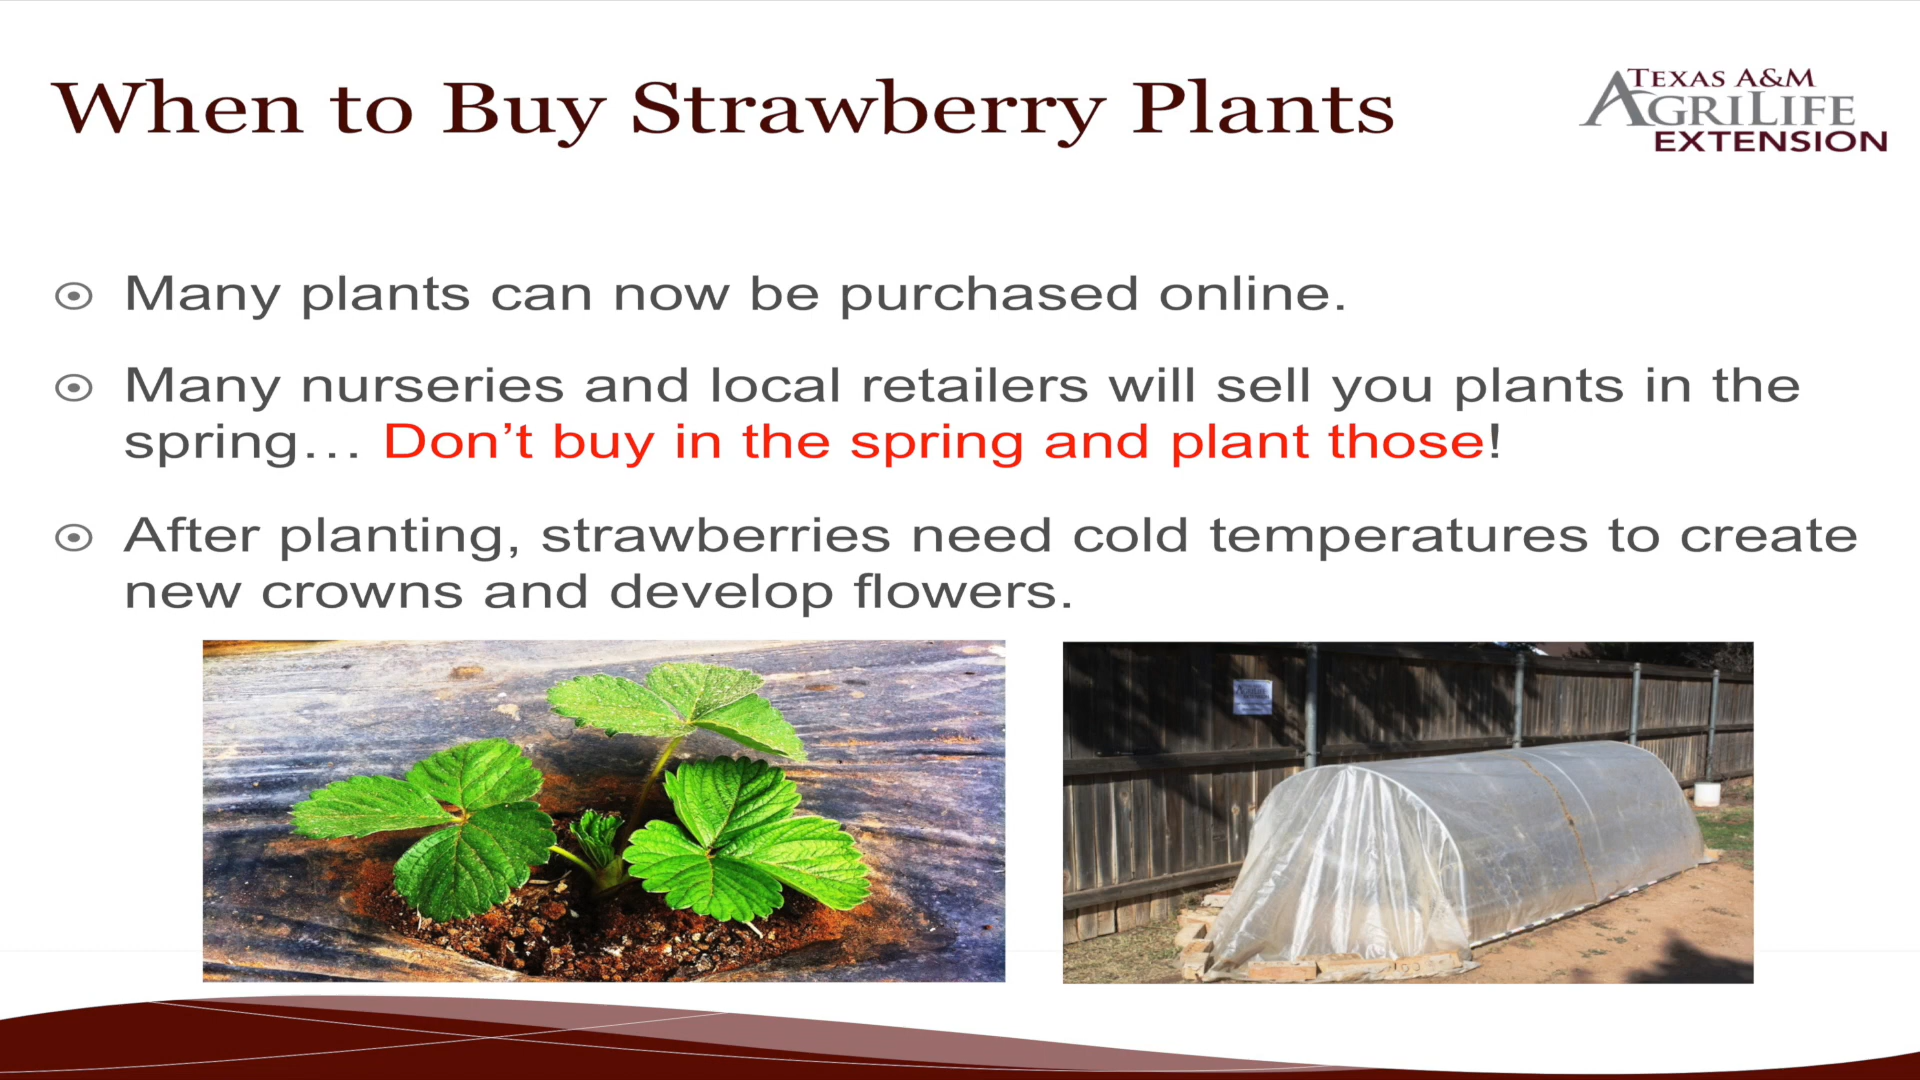 When to Buy Strawberry Plants
TEXAS A&M
AGRILIFE
EXTENSION
Many plants can now be purchased online.
Many nurseries and local retailers will sell you plants in the
spring… Don’t buy in the spring and plant those!
After planting, strawberries need cold temperatures to create
new crowns and develop flowers.